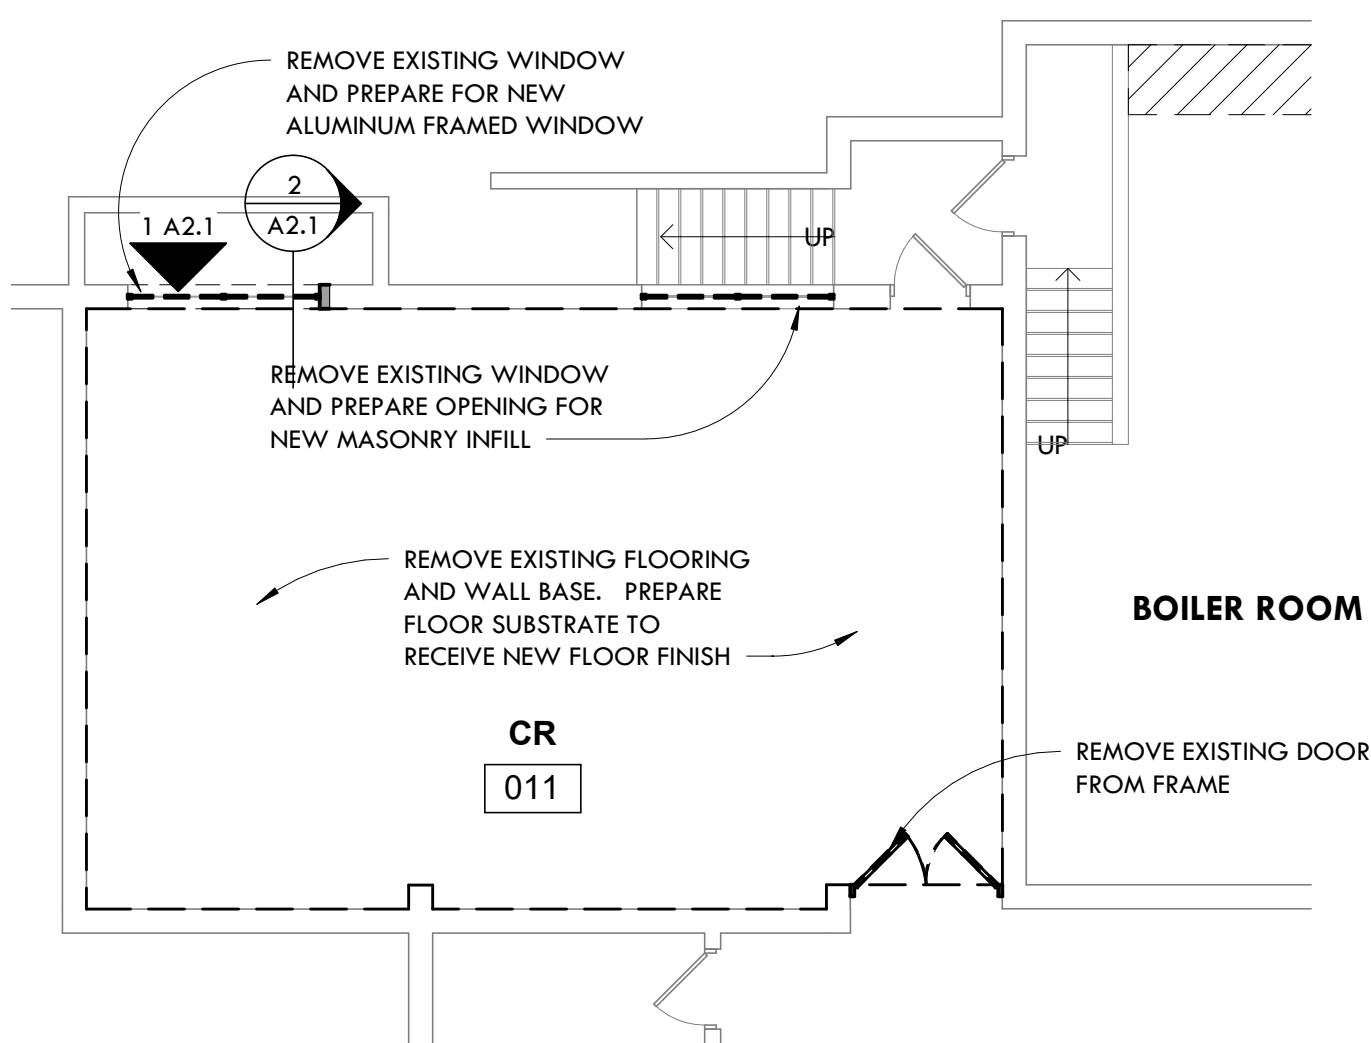 REMOVE EXISTING WINDOW
AND PREPARE FOR NEW
ALUMINUM FRAMED WINDOW
2
A2.1
1 A2.1
UP
REMOVE EXISTING WINDOW
AND PREPARE OPENING FOR
NEW MASONRY INFILL
UP
REMOVE EXISTING FLOORING
AND WALL BASE. PREPARE
FLOOR SUBSTRATE TO
RECEIVE NEW FLOOR FINISH
BOILER ROOM
CR
011
REMOVE EXISTING DOOR
FROM FRAME